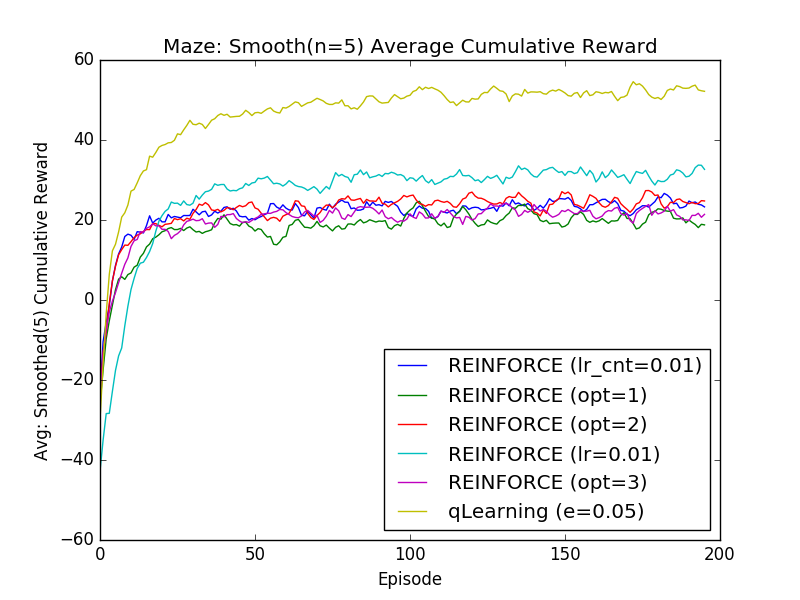 Maze: Smooth(n=5) Average Cumulative Reward
60
40
20
0
−20
−40
−60
Avg: Smoothed(5) Cumulative Reward
REINFORCE (lr_cnt=0.01)
REINFORCE (opt=1)
REINFORCE (opt=2)
REINFORCE (lr=0.01)
REINFORCE (opt=3)
qLearning (e=0.05)
0 50 100 150 200
Episode